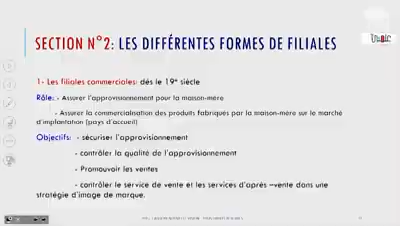 SECTION N°2: LES DIFFÉRENTES FORMES DE FILIALES
1- Les filiales commerciales: dès le 19e siécle
Rôle: - Assurer l'approvisionnement pour la maison-mère
- Assurer la commercialisation des produits fabriqués par la maison-mère sur le marché
d'implantation (pays d'accueil)
Objectifs: - sécuriser l'approvisionnement
- contrôler la qualité de l'approvisionnement
- Promouvoir les ventes
- contrôler le service de vente et les services d'après –vente dans une
stratégie d'image de marque.